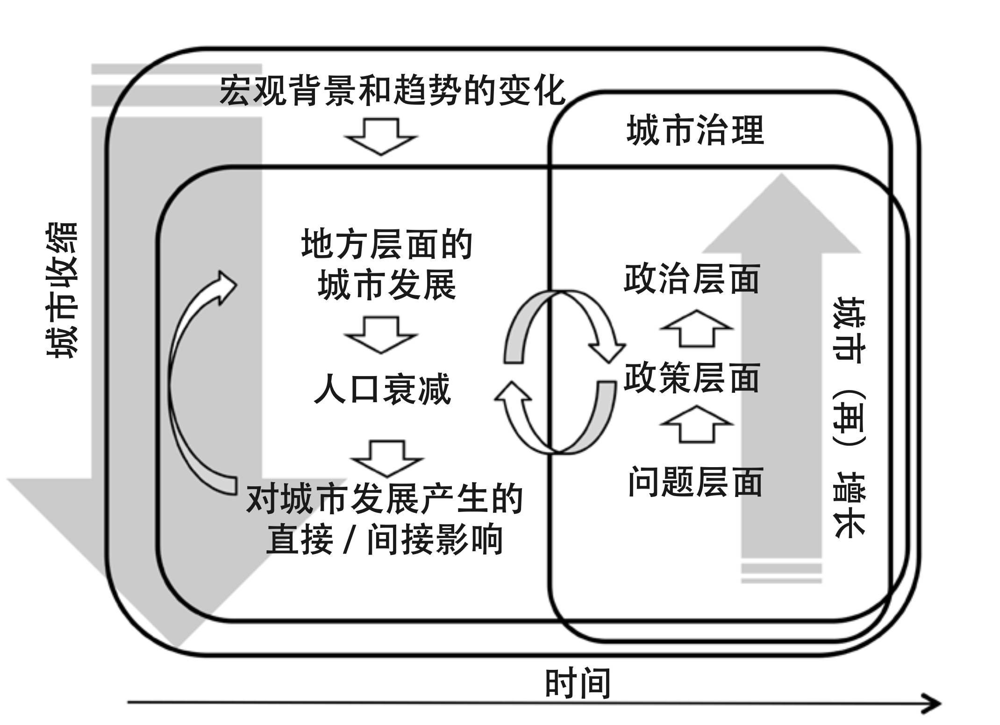 宏观背景和趋势的变化
城市治理
城市收缩
地方层面的
城市发展
人口衰减
对城市发展产生的
直接 / 间接影响
政治层面
政策层面
问题层面
城市（再）增长
时间